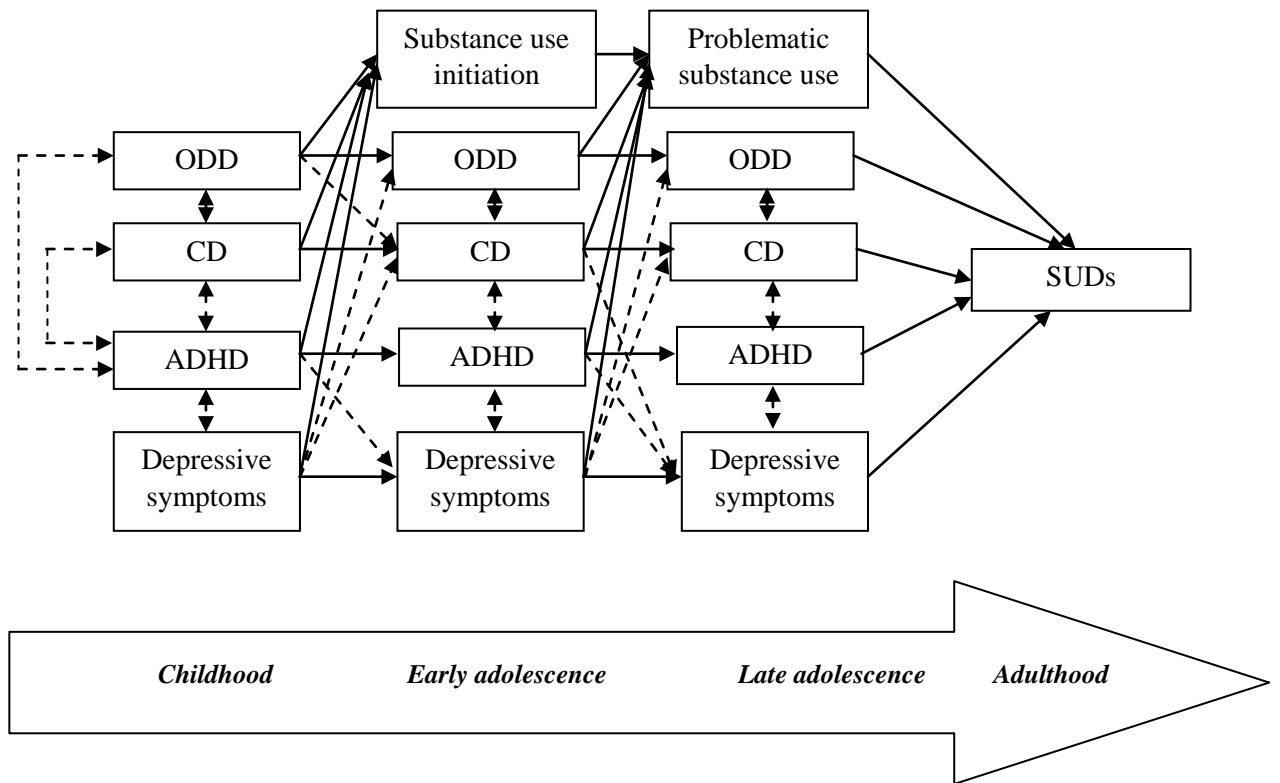 Substance use
initiation
Problematic
substance use
ODD
ODD
ODD
CD
CD
CD
SUDs
ADHD
ADHD
ADHD
Depressive
symptoms
Depressive
symptoms
Depressive
symptoms
Childhood
Early adolescence
Late adolescence
Adulthood